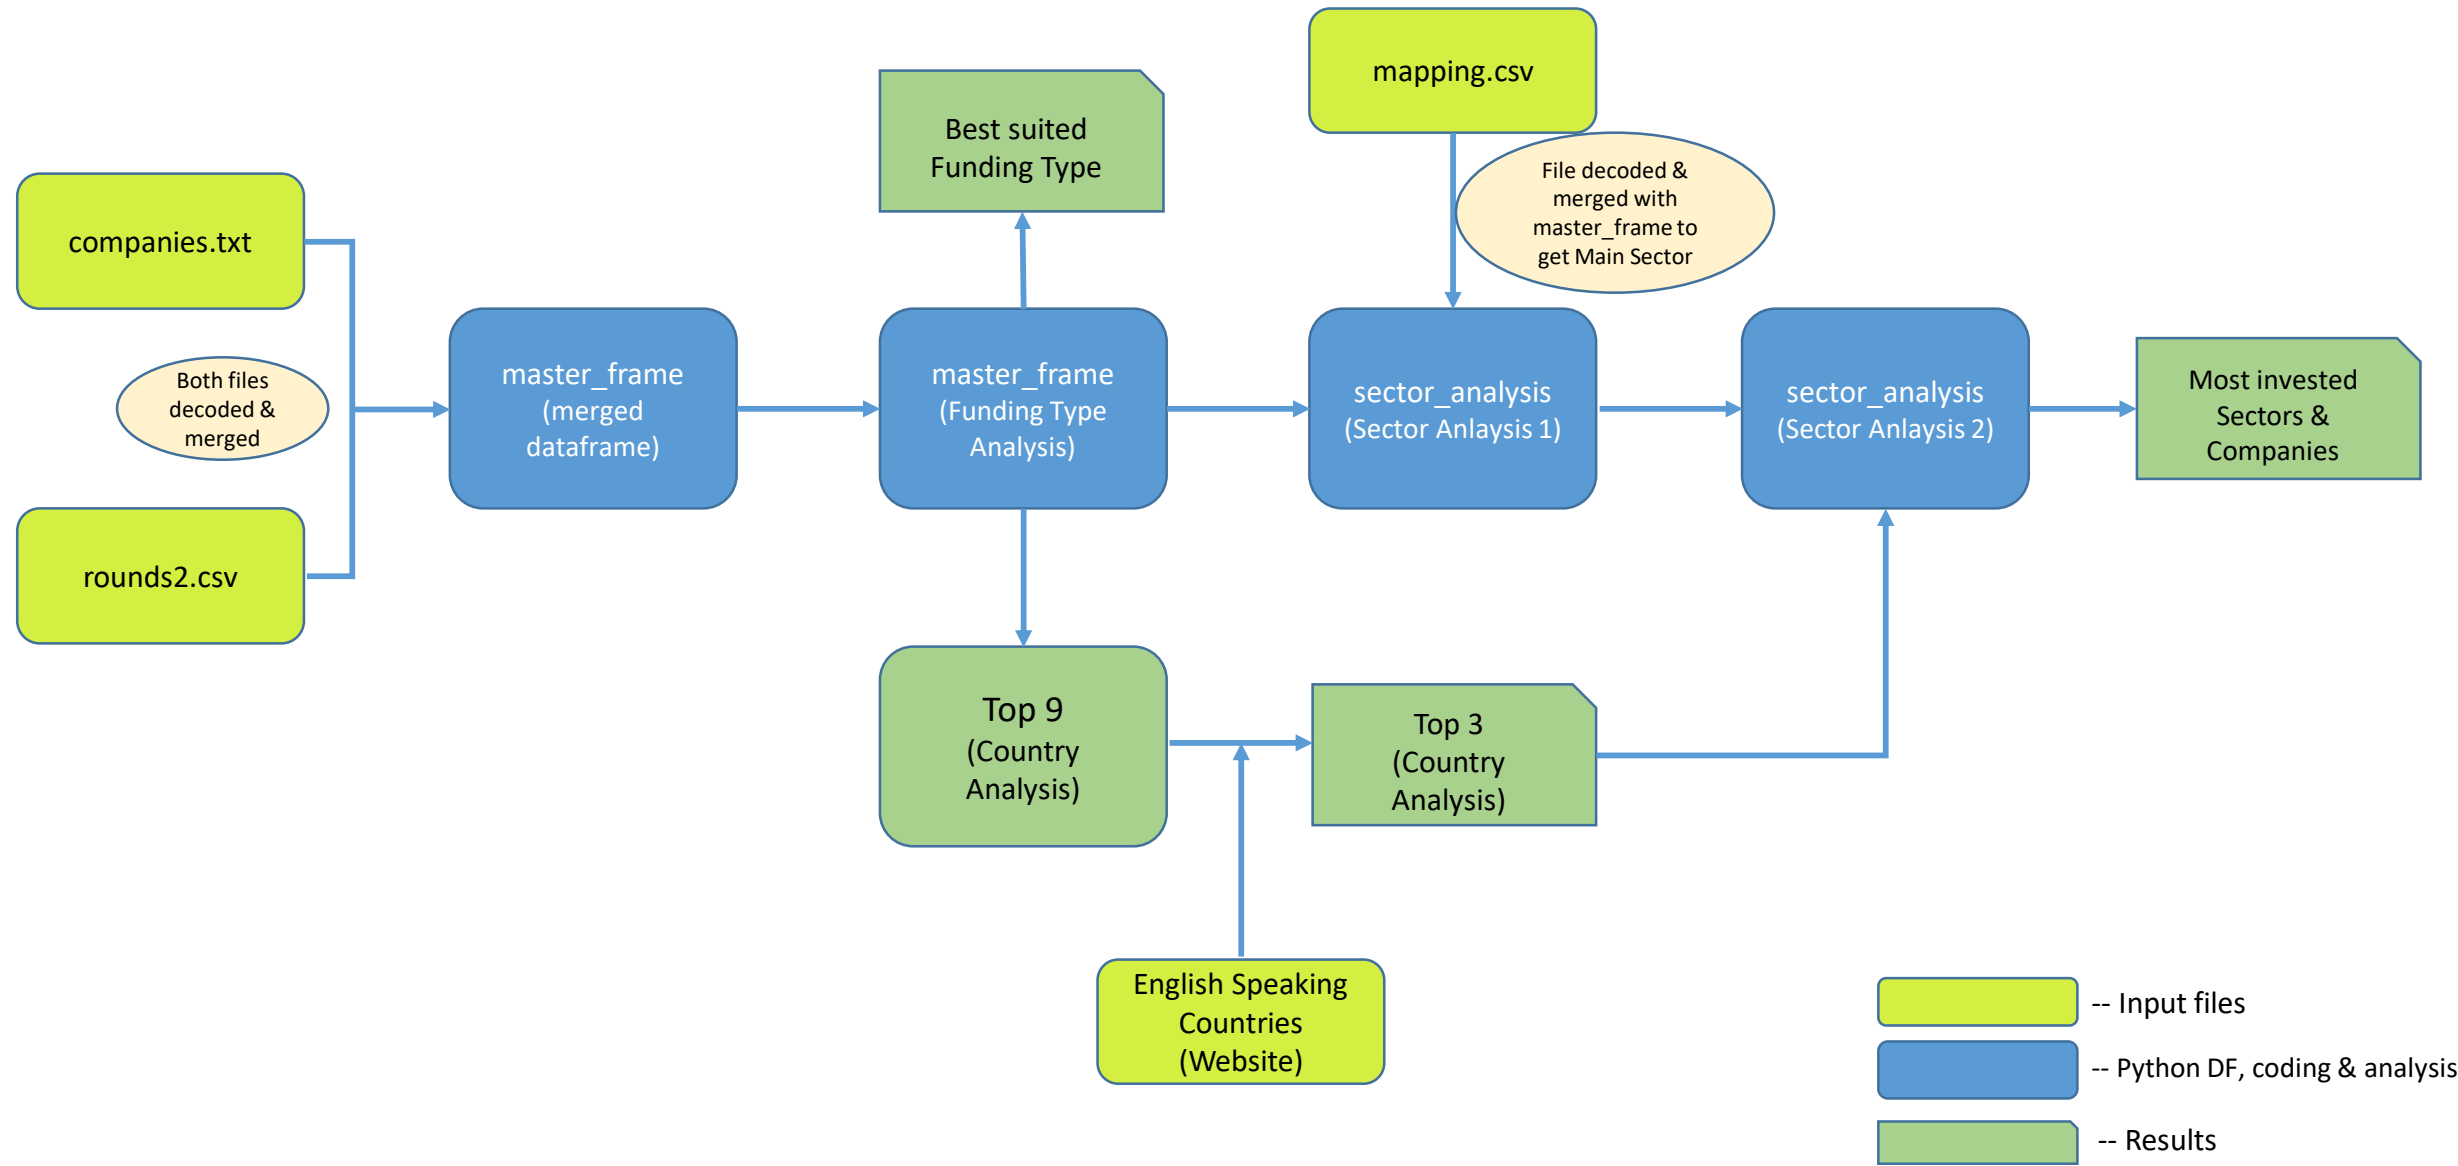 mapping.csv
Best suited
Funding Type
File decoded &
merged with
master_frame to
get Main Sector
companies.txt
Both files
decoded &
merged
rounds2.csv
master_frame
(merged
dataframe)
master_frame
(Funding Type
Analysis)
sector_analysis
(Sector Anlaysis 1)
sector_analysis
(Sector Anlaysis 2)
Most invested
Sectors &
Companies
Top 9
(Country
Analysis)
Top 3
(Country
Analysis)
English Speaking
Countries
(Website)
-- Input files
-- Python DF, coding & analysis
-- Results